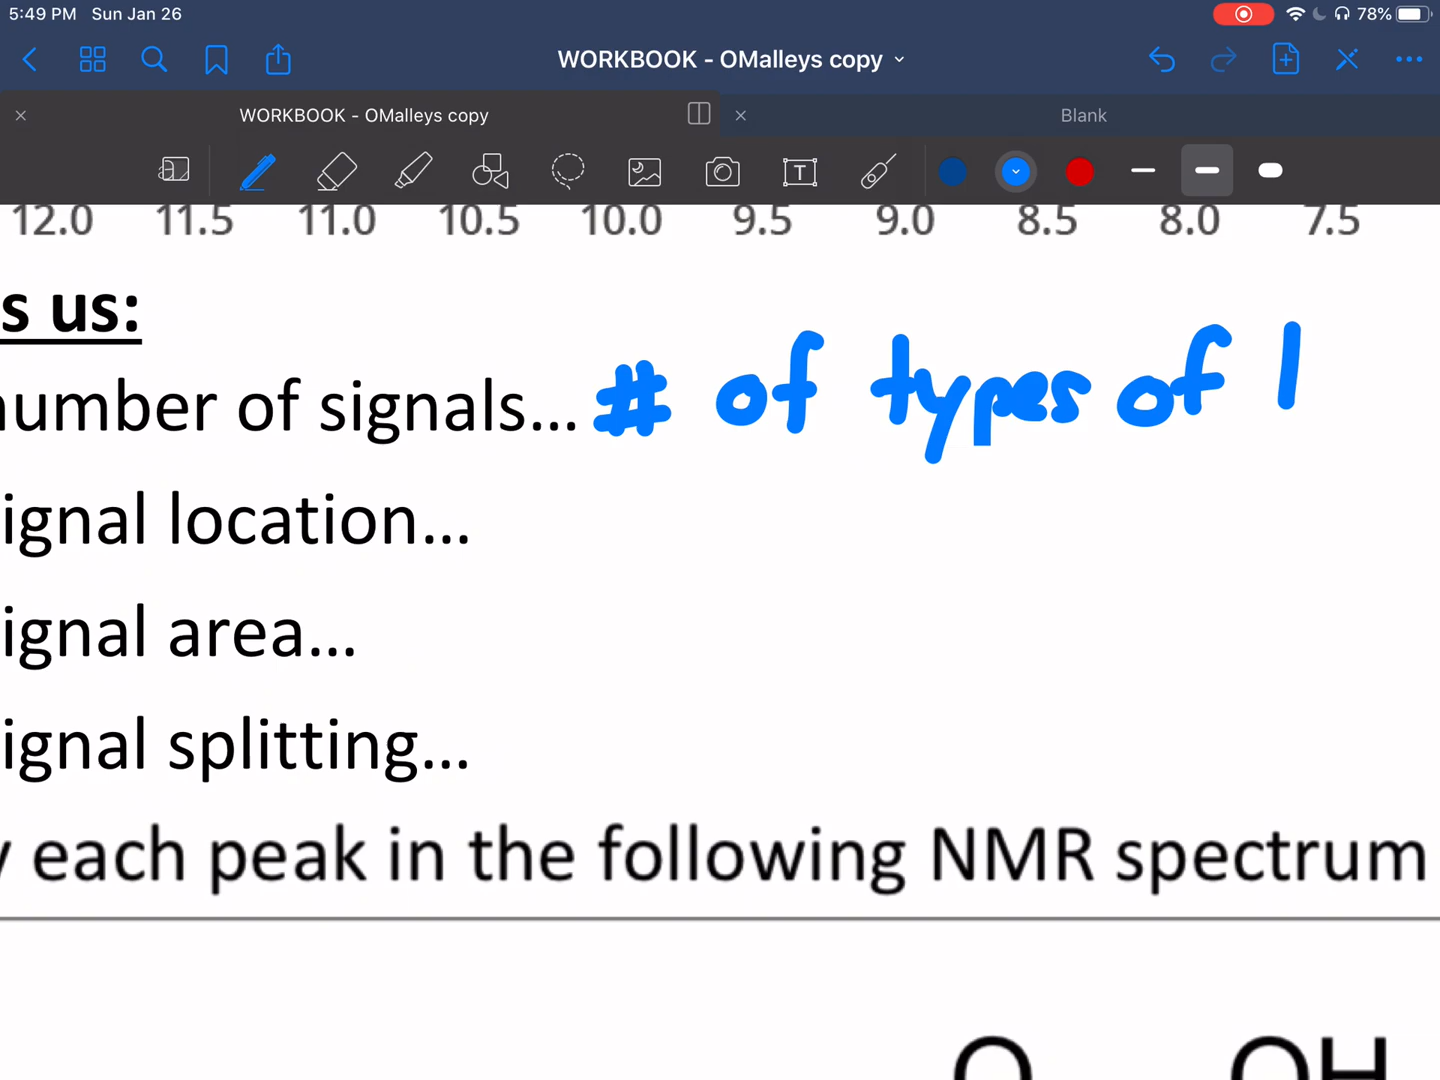 5:49 PM Sun Jan 26 78%
WORKBOOK - OMalleys copy
WORKBOOK - OMalleys copy Blank
T
12.0 11.5 11.0 10.5 10.0 9.5 9.0 8.5 8.0 7.5
s us:
number of signals... # of types of
ignal location...
ignal area...
ignal splitting...
y each peak in the following NMR spectrum
O OH